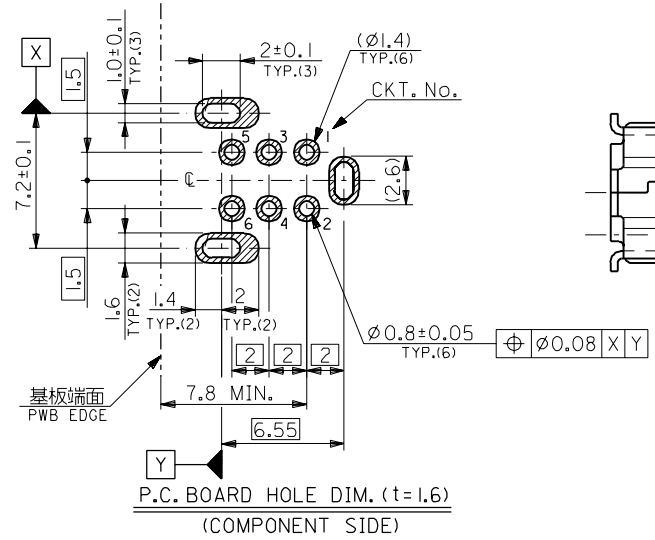 X
1.5
1.0±0.1
TYP.(3)
2±0.1
TYP.(3)
(Ø1.4)
TYP.(6)
CKT. No.
1
5
3
7.2±0.1
℄
(2.6)
6
4
2
1.5
1.6
TYP.(2)
1.4
TYP.(2)
2
TYP.(2)
Ø0.8±0.05
TYP.(6)
⌖ Ø0.08 X Y
2
2
2
基板端面
PWB EDGE
7.8 MIN.
6.55
Y
P.C. BOARD HOLE DIM. (t=1.6)
(COMPONENT SIDE)